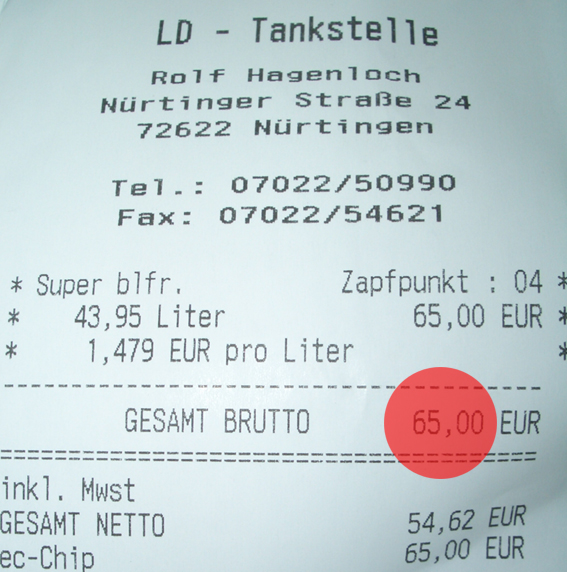 LD - Tankstelle
Rolf Hagenloch
Nürtinger Straße 24
72622 Nürtingen
Tel.: 07022/50990
Fax: 07022/54621
* Super blfr. Zapfpunkt : 04 *
* 43,95 Liter 65,00 EUR *
* 1,479 EUR pro Liter *
GESAMT BRUTTO 65,00 EUR
inkl. Mwst
GESAMT NETTO 54,62 EUR
ec-Chip 65,00 EUR